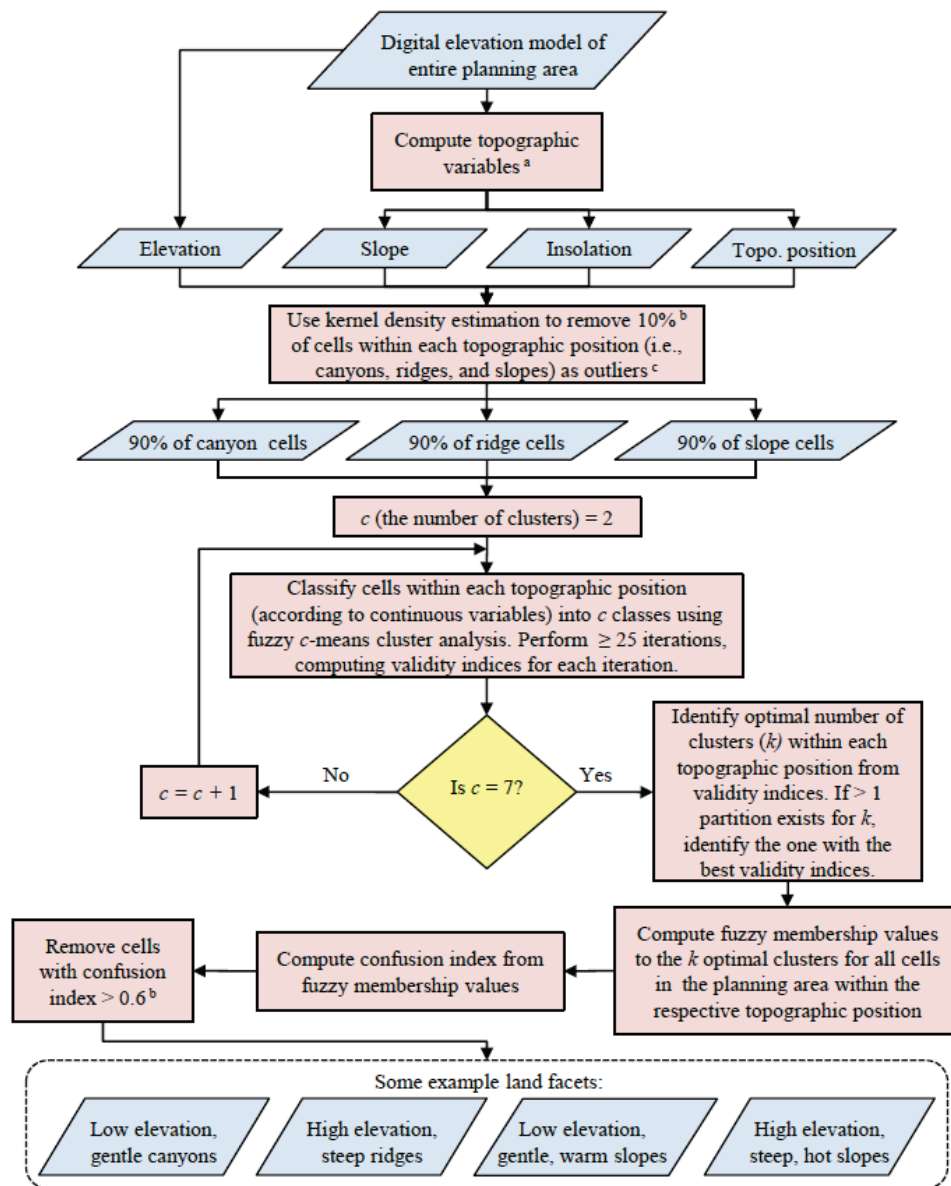 Digital elevation model of
entire planning area
Compute topographic
variables a
Elevation
Slope
Insolation
Topo. position
Use kernel density estimation to remove 10% b
of cells within each topographic position (i.e.,
canyons, ridges, and slopes) as outliers c
90% of canyon cells
90% of ridge cells
90% of slope cells
c (the number of clusters) = 2
Classify cells within each topographic position
(according to continuous variables) into c classes using
fuzzy c-means cluster analysis. Perform ≥ 25 iterations,
computing validity indices for each iteration.
Is c = 7?
No
Yes
c = c + 1
Identify optimal number of
clusters (k) within each
topographic position from
validity indices. If > 1
partition exists for k,
identify the one with the
best validity indices.
Compute fuzzy membership values
to the k optimal clusters for all cells
in the planning area within the
respective topographic position
Compute confusion index from
fuzzy membership values
Remove cells
with confusion
index > 0.6 b
Some example land facets:
Low elevation,
gentle canyons
High elevation,
steep ridges
Low elevation,
gentle, warm slopes
High elevation,
steep, hot slopes